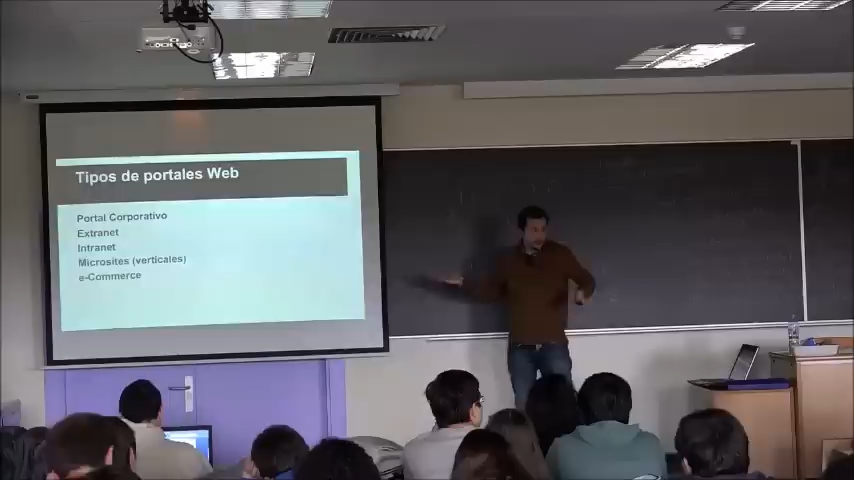 Tipos de portales Web
Portal Corporativo
Extranet
Intranet
Microsites (verticales)
e-Commerce